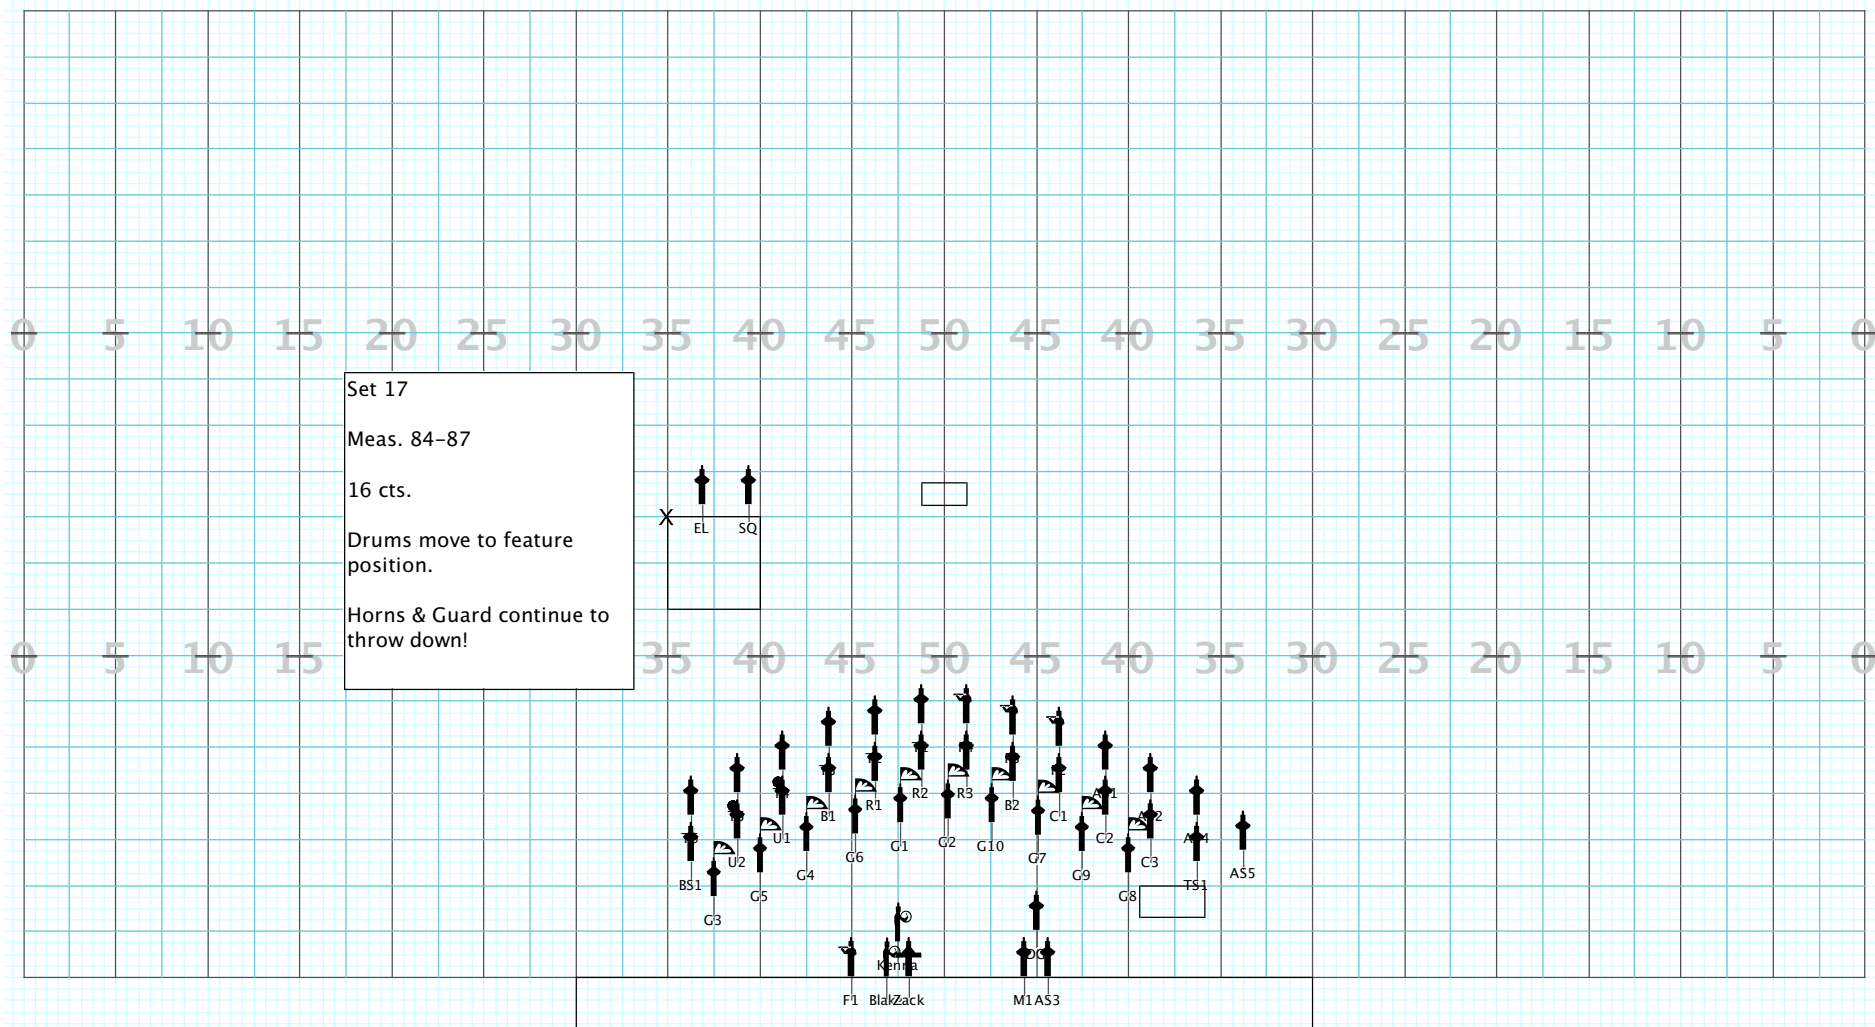 0 5 10 15 20 25 30 35 40 45 50 45 40 35 30 25 20 15 10 5 0
Set 17
Meas. 84-87
16 cts.
Drums move to feature
position.
Horns & Guard continue to
throw down!
X
EL SQ
0 5 10 15 35 40 45 50 45 40 35 30 25 20 15 10 5 0
B1 R1 R2 R3 B2 C1
U2 U1 G6 G1 G2 G10 G7 C2 C3
BS1 G5 G4 G9 G8 TS1 AS5
G3
Kenna
F1 Zack M1 AS3